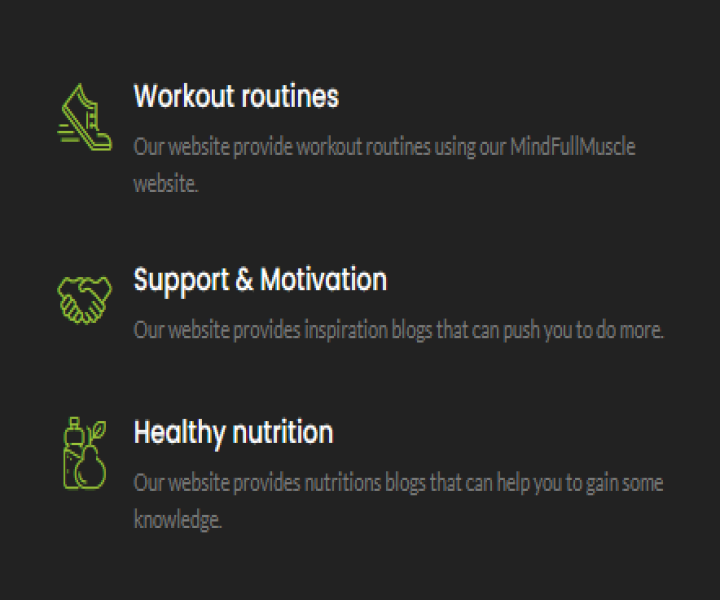 Workout routines
Our website provide workout routines using our MindFullMuscle
website.
Support & Motivation
Our website provides inspiration blogs that can push you to do more.
Healthy nutrition
Our website provides nutritions blogs that can help you to gain some
knowledge.